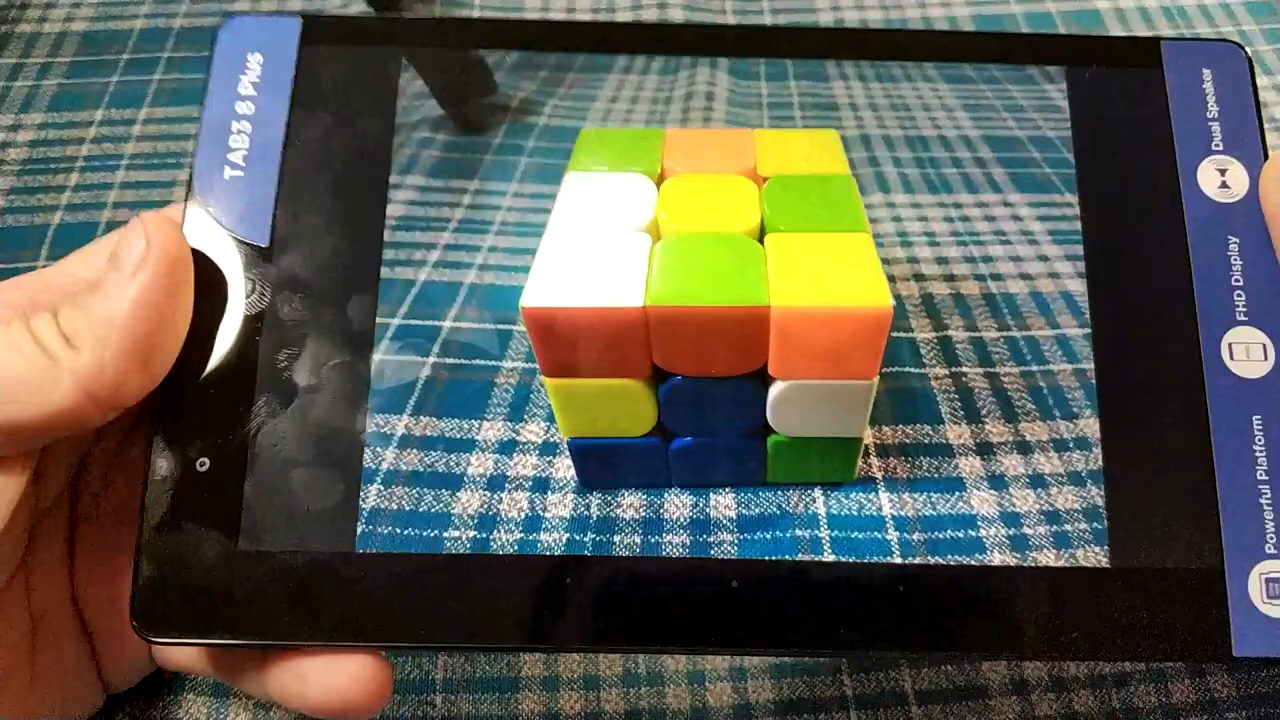 TAB3 8 Plus
Dual Speaker
FHD Display
Powerful Platform